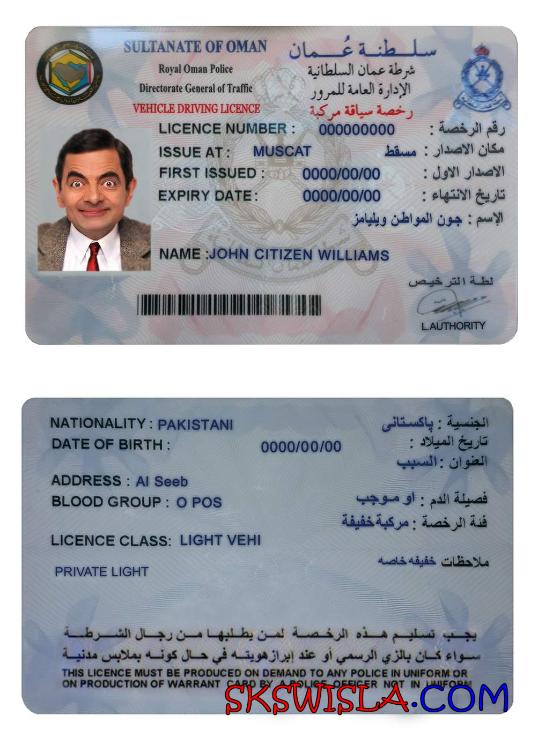 SULTANATE OF OMAN
سلطنة عُمان
Royal Oman Police
شرطة عمان السلطانية
Directorate General of Traffic
الإدارة العامة للمرور
VEHICLE DRIVING LICENCE
رخصة سياقة مركبة
LICENCE NUMBER : 000000000 رقم الرخصة :
ISSUE AT : MUSCAT مسقط مكان الاصدار :
FIRST ISSUED : 0000/00/00 الاصدار الاول :
EXPIRY DATE: 0000/00/00 تاريخ الانتهاء :
الإسم : جون المواطن ويليامز
NAME :JOHN CITIZEN WILLIAMS
لطة الترخيص
L.AUTHORITY
NATIONALITY : PAKISTANI الجنسية : پاکستانی
DATE OF BIRTH : 0000/00/00 تاريخ الميلاد :
العنوان : السيب
ADDRESS : Al Seeb
BLOOD GROUP : O POS فصيلة الدم : او موجب
فئة الرخصة : مركبة خفيفة
LICENCE CLASS: LIGHT VEHI
ملاحظات خفيفه خاصه
PRIVATE LIGHT
يجب تسليم هذه الرخصة لمن يطلبها من رجال الشرطة
سواء كان بالزي الرسمي أو عند إبراز هويته في حال كونه بملابس مدنية
THIS LICENCE MUST BE PRODUCED ON DEMAND TO ANY POLICE IN UNIFORM OR
ON PRODUCTION OF WARRANT CARD BY A POLICE OFFICER NOT IN UNIFORM
SKSWISLA.COM